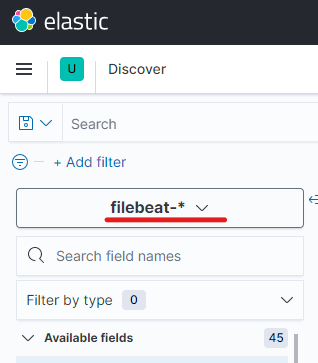 elastic
U Discover
Search
+ Add filter
filebeat-*
Search field names
Filter by type 0
Available fields 45